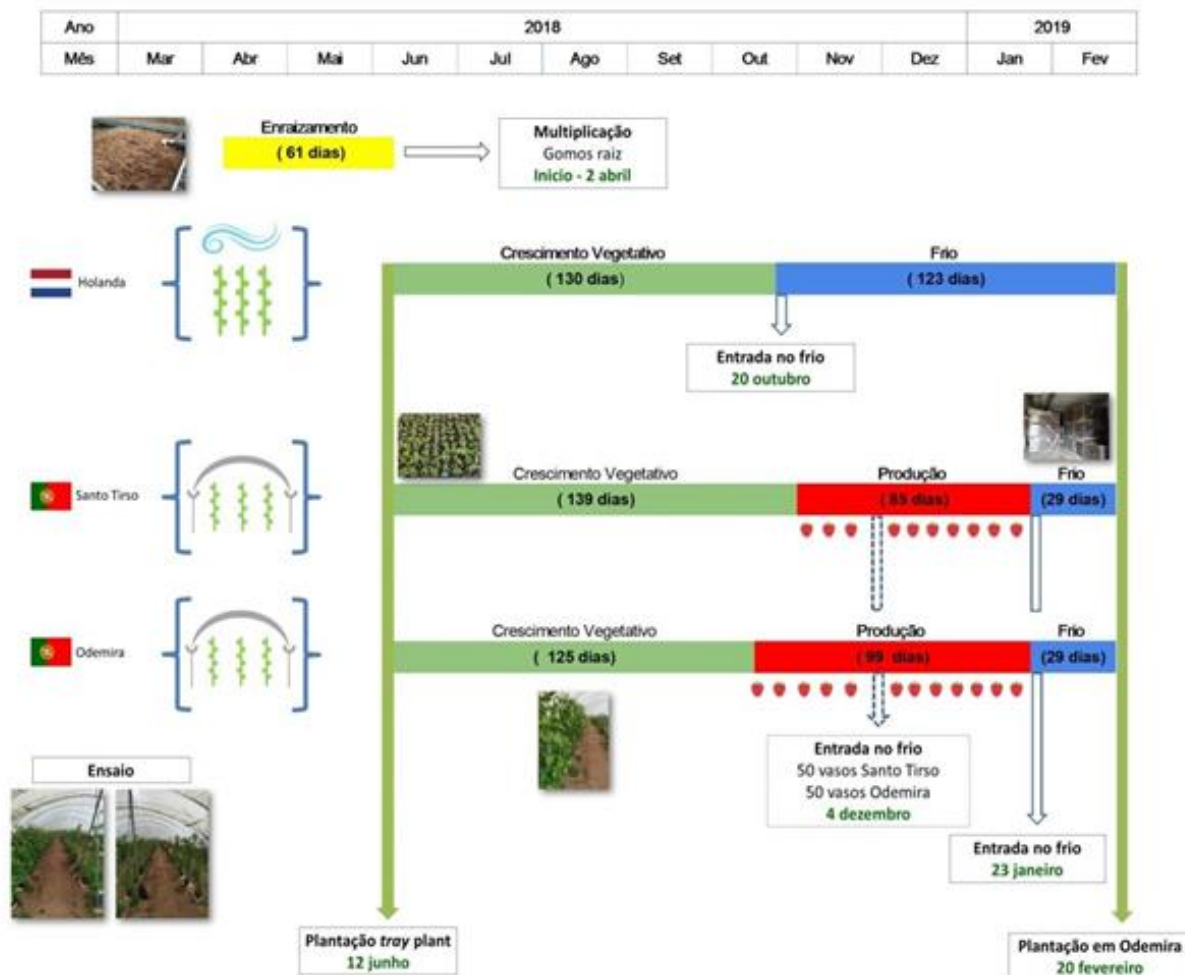 Ano 2018 2019
Mês Mar Abr Mai Jun Jul Ago Set Out Nov Dez Jan Fev
Enraizamento
( 61 dias)
Multiplicação
Gomos raiz
Inicio - 2 abril
Holanda
Crescimento Vegetativo
( 130 dias)
Frio
( 123 dias)
Entrada no frio
20 outubro
Santo Tirso
Crescimento Vegetativo
( 139 dias)
Produção
( 85 dias)
Frio
(29 dias)
Odemira
Crescimento Vegetativo
( 125 dias)
Produção
( 99 dias)
Frio
(29 dias)
Entrada no frio
50 vasos Santo Tirso
50 vasos Odemira
4 dezembro
Ensaio
Entrada no frio
23 janeiro
Plantação tray plant
12 junho
Plantação em Odemira
20 fevereiro